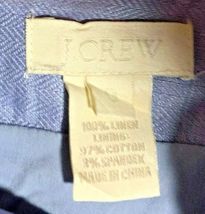 J.CREW
100% LINEN
LINING:
97% COTTON
3% SPANDEX
MADE IN CHINA